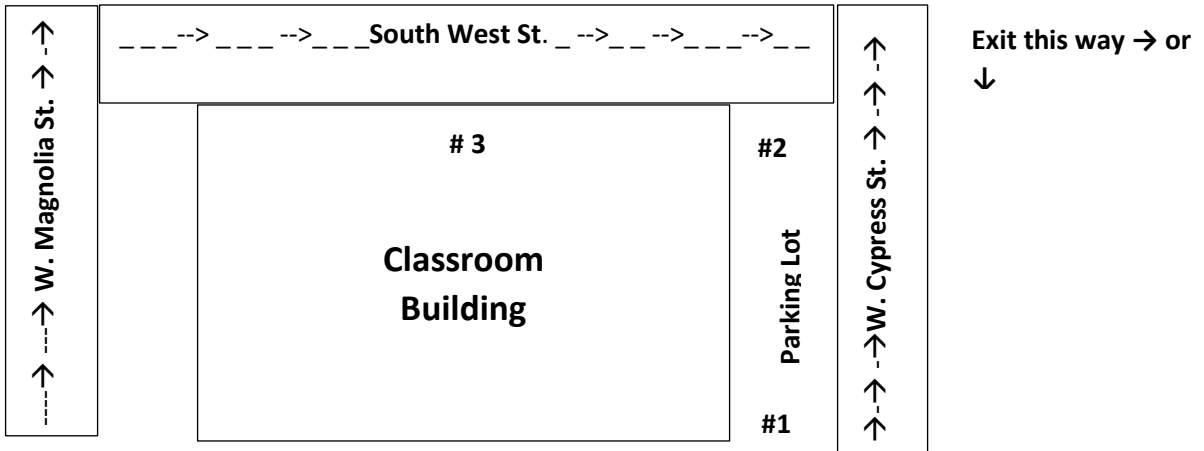 _ _ _--> _ _ _ -->_ _ _South West St. _ -->_ _ -->_ _ _-->_ _
Exit this way → or
↓
-----→---→ W. Magnolia St. → →--→
# 3
#2
Classroom
Building
Parking Lot
#1
→-→-→W. Cypress St. → →-→-→